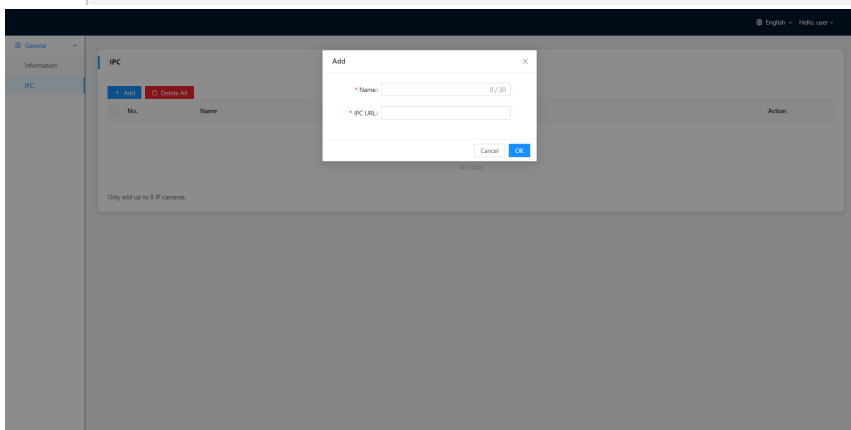 English Hello, user
General
Information
IPC
IPC
+ Add Delete All
No. Name Action
No Data
Only add up to 8 IP cameras.
Add
* Name: 0 / 30
* IPC URL:
Cancel OK